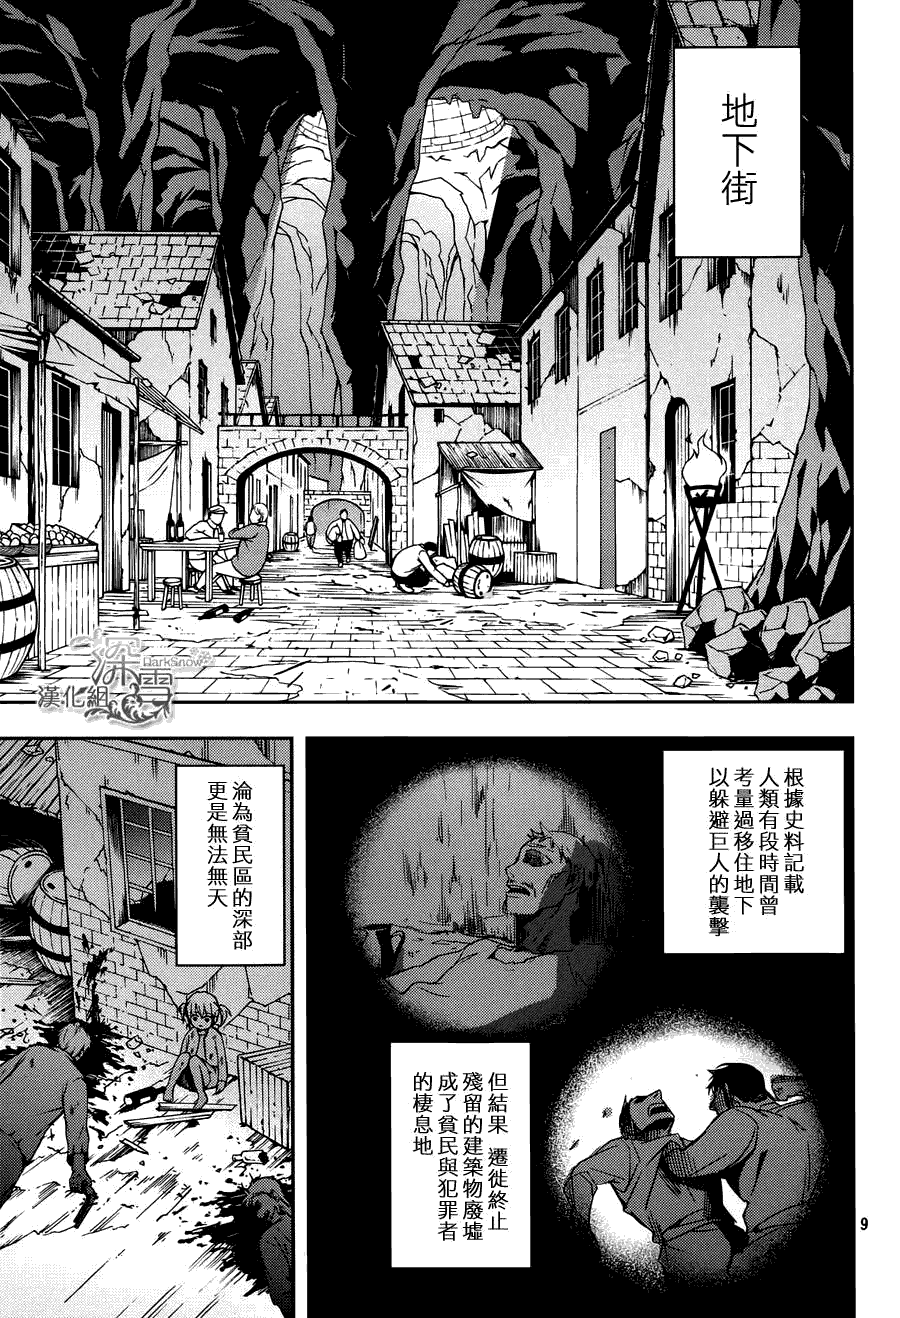 地下街
根據史料記載
人類有段時間曾
考量過移住地下
以躲避巨人的襲擊
但結果 遷徙終止
殘留的建築物廢墟
成了貧民與犯罪者
的棲息地
淪為貧民區的深部
更是無法無天
深雪
DarkSnow
漢化組
9